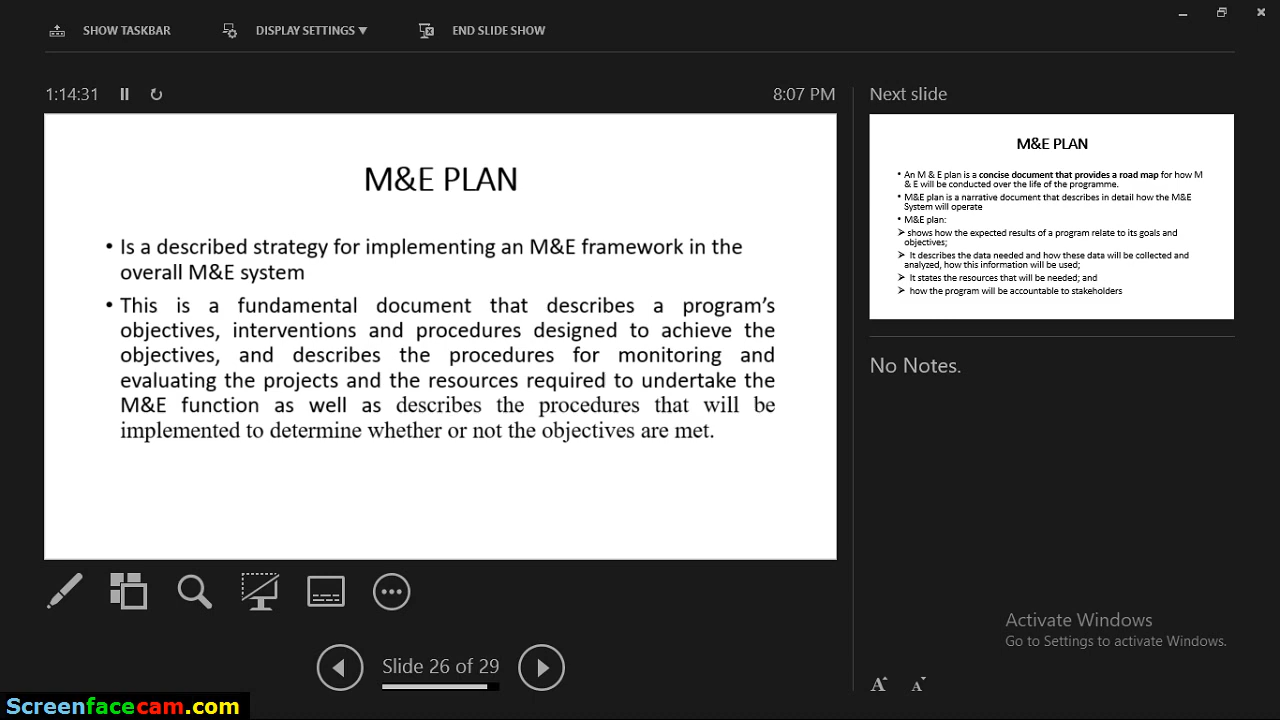 SHOW TASKBAR
DISPLAY SETTINGS ▼
END SLIDE SHOW
1:14:31
8:07 PM
M&E PLAN
• Is a described strategy for implementing an M&E framework in the
overall M&E system
• This is a fundamental document that describes a program’s
objectives, interventions and procedures designed to achieve the
objectives, and describes the procedures for monitoring and
evaluating the projects and the resources required to undertake the
M&E function as well as describes the procedures that will be
implemented to determine whether or not the objectives are met.
Next slide
M&E PLAN
• An M & E plan is a concise document that provides a road map for how M
& E will be conducted over the life of the programme.
• M&E plan is a narrative document that describes in detail how the M&E
System will operate
• M&E plan:
➢ shows how the expected results of a program relate to its goals and
objectives;
➢ It describes the data needed and how these data will be collected and
analyzed, how this information will be used;
➢ It states the resources that will be needed; and
➢ how the program will be accountable to stakeholders
No Notes.
Slide 26 of 29
Activate Windows
Go to Settings to activate Windows.
A A
Screenfacecam.com